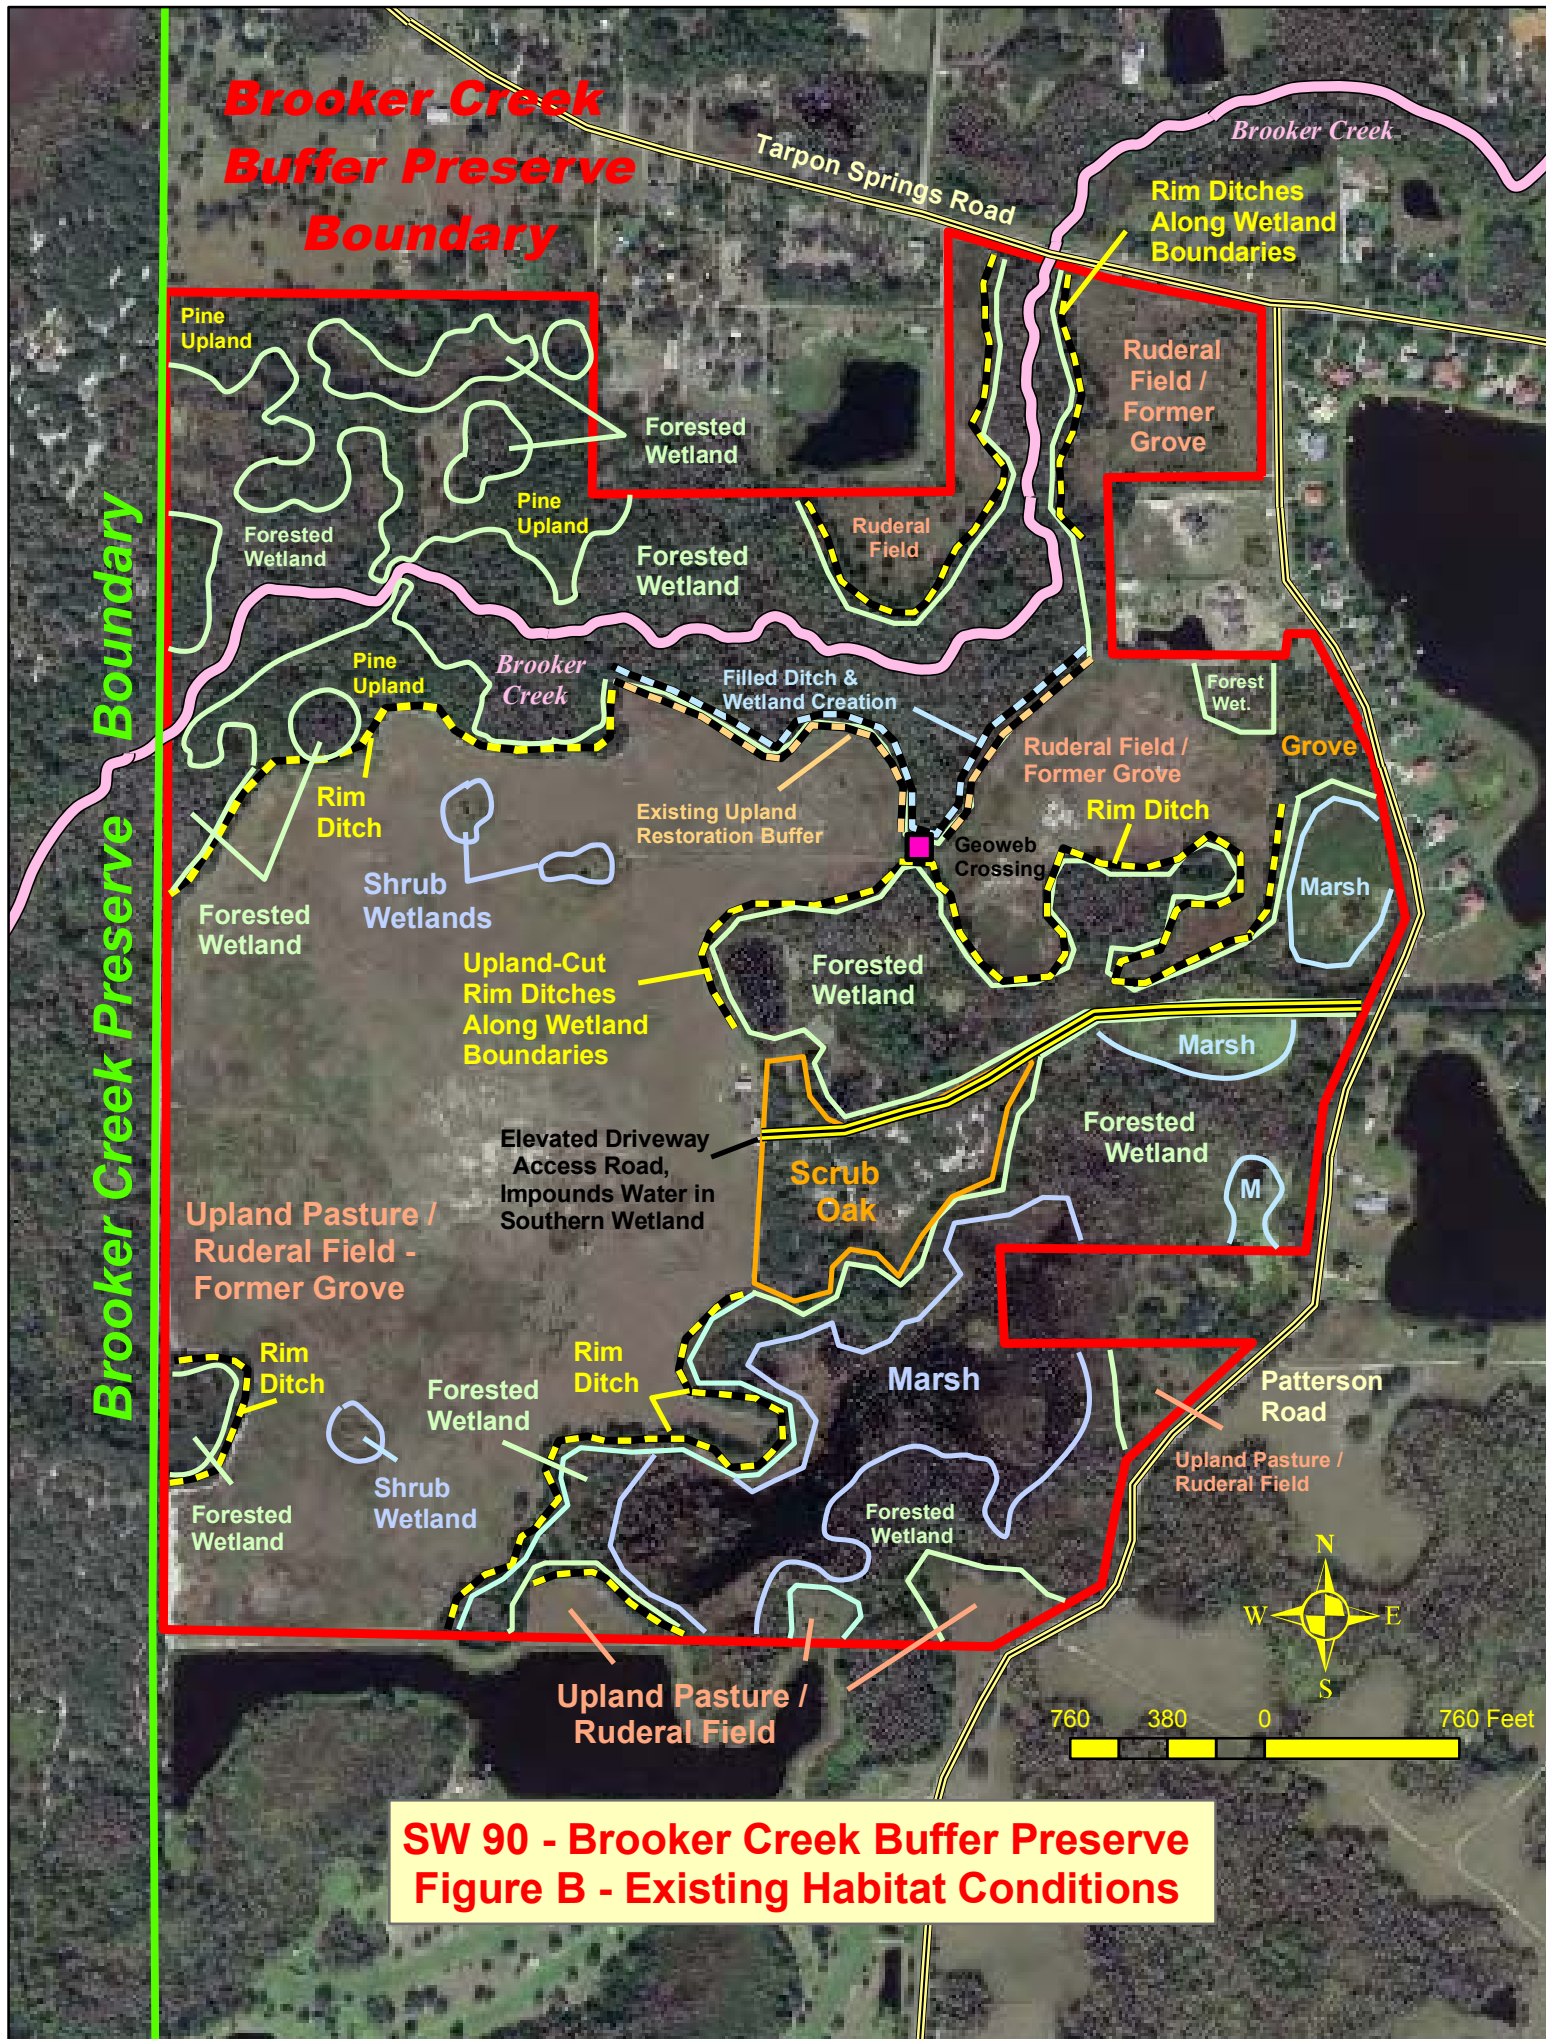 Brooker Creek
Buffer Preserve
Boundary
Brooker Creek
Tarpon Springs Road
Rim Ditches
Along Wetland
Boundaries
Pine
Upland
Ruderal
Field /
Former
Grove
Forested
Wetland
Pine
Upland
Ruderal
Field
Forested
Wetland
Forested
Wetland
Brooker Creek Preserve Boundary
Pine
Upland
Brooker
Creek
Filled Ditch &
Wetland Creation
Forest
Wet.
Ruderal Field /
Former Grove
Grove
Rim
Ditch
Existing Upland
Restoration Buffer
Rim Ditch
Geoweb
Crossing
Shrub
Wetlands
Marsh
Forested
Wetland
Upland-Cut
Rim Ditches
Along Wetland
Boundaries
Forested
Wetland
Marsh
Elevated Driveway
Access Road,
Impounds Water in
Southern Wetland
Forested
Wetland
Scrub
Oak
M
Upland Pasture /
Ruderal Field -
Former Grove
Rim
Ditch
Rim
Ditch
Forested
Wetland
Marsh
Patterson
Road
Upland Pasture /
Ruderal Field
Shrub
Wetland
Forested
Wetland
Forested
Wetland
N
W E
S
Upland Pasture /
Ruderal Field
760 380 0 760 Feet
SW 90 - Brooker Creek Buffer Preserve
Figure B - Existing Habitat Conditions